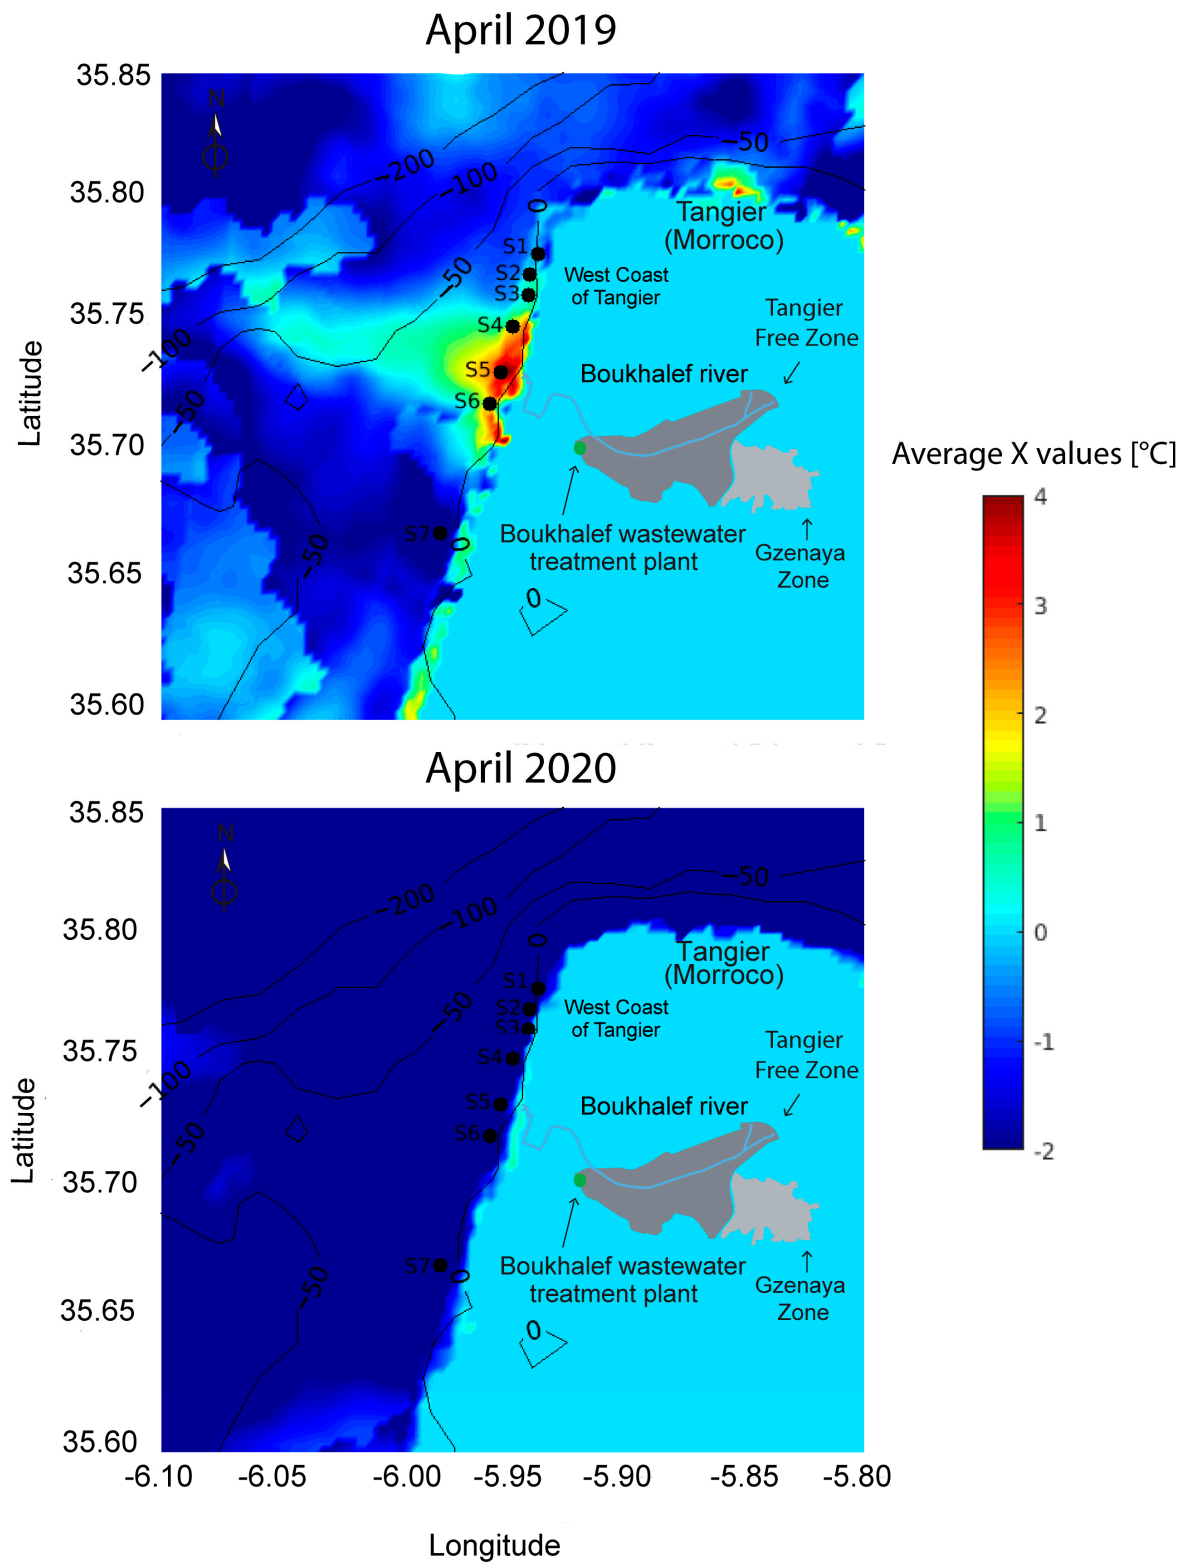 April 2019
35.85
35.80
35.75
35.70
35.65
35.60
Latitude
N
−200
−100
−50
−50
0
−100
−50
−50
0
0
S1
S2
S3
S4
S5
S6
S7
Tangier
(Morroco)
West Coast
of Tangier
Tangier
Free Zone
Boukhalef river
Boukhalef wastewater
treatment plant
Gzenaya
Zone
Average X values [°C]
4
3
2
1
0
-1
-2
April 2020
35.85
35.80
35.75
35.70
35.65
35.60
Latitude
N
−200
−100
−50
−50
0
−100
−50
−50
0
0
S1
S2
S3
S4
S5
S6
S7
Tangier
(Morroco)
West Coast
of Tangier
Tangier
Free Zone
Boukhalef river
Boukhalef wastewater
treatment plant
Gzenaya
Zone
-6.10 -6.05 -6.00 -5.95 -5.90 -5.85 -5.80
Longitude